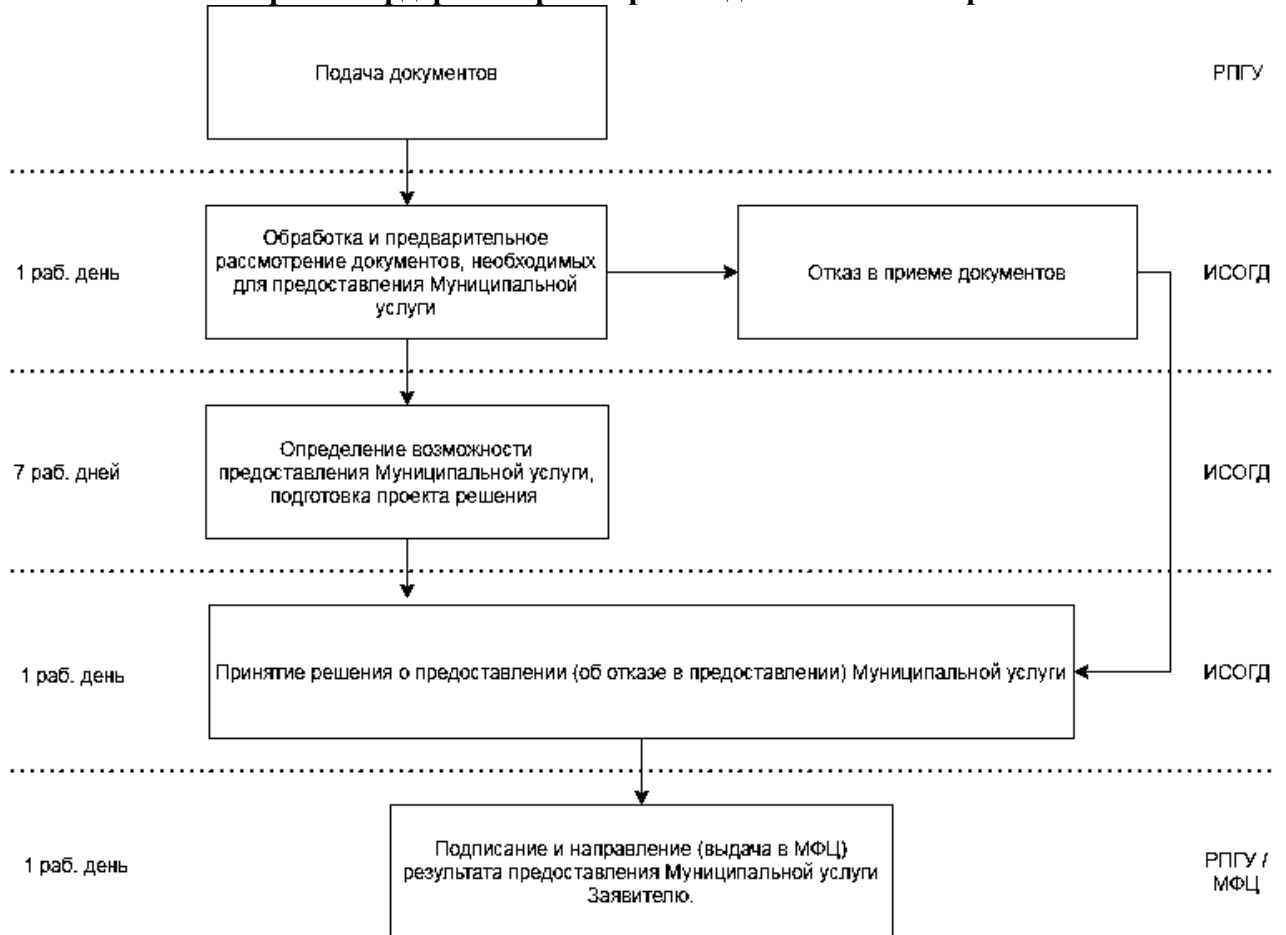 Подача документов
РПГУ
1 раб. день
Обработка и предварительное
рассмотрение документов, необходимых
для предоставления Муниципальной
услуги
Отказ в приеме документов
ИСОГД
7 раб. дней
Определение возможности
предоставления Муниципальной услуги,
подготовка проекта решения
ИСОГД
1 раб. день
Принятие решения о предоставлении (об отказе в предоставлении) Муниципальной услуги
ИСОГД
1 раб. день
Подписание и направление (выдача в МФЦ)
результата предоставления Муниципальной услуги
Заявителю.
РПГУ /
МФЦ